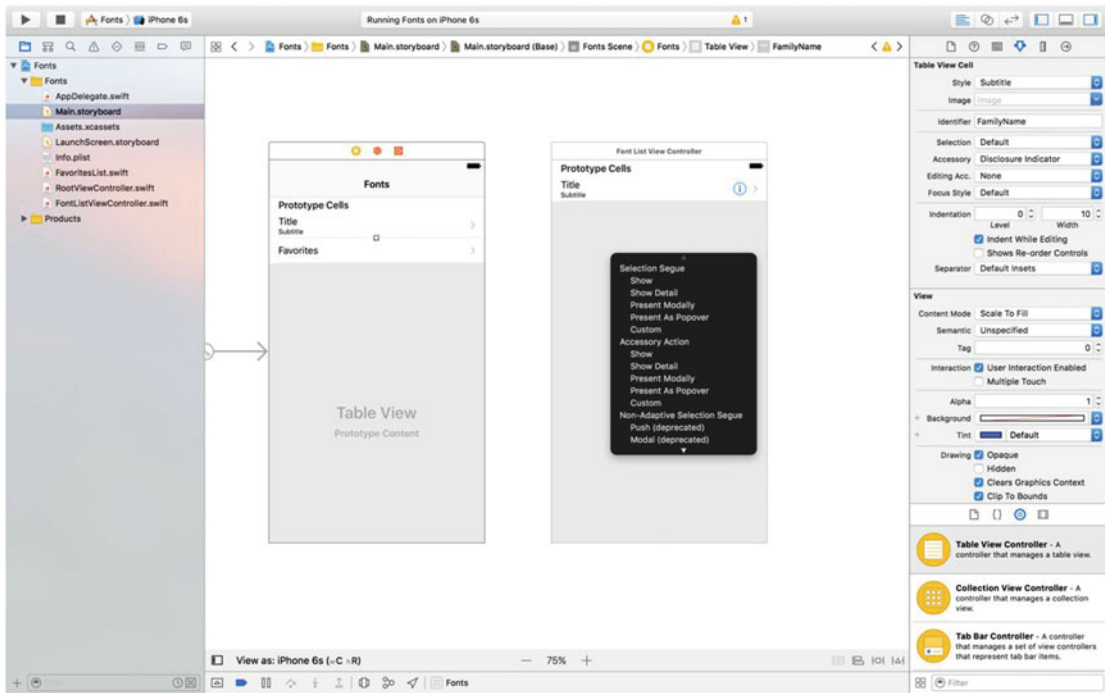 Fonts iPhone 6s
Running Fonts on iPhone 6s
1
Fonts Fonts Main.storyboard Main.storyboard (Base) Fonts Scene Fonts Table View FamilyName
Fonts
Fonts
AppDelegate.swift
Main.storyboard
Assets.xcassets
LaunchScreen.storyboard
Info.plist
FavoritesList.swift
RootViewController.swift
FontListViewController.swift
Products
Fonts
Prototype Cells
Title
Subtitle
Favorites
Table View
Prototype Content
Font List View Controller
Prototype Cells
Title
Subtitle
Selection Segue
Show
Show Detail
Present Modally
Present As Popover
Custom
Accessory Action
Show
Show Detail
Present Modally
Present As Popover
Custom
Non-Adaptive Selection Segue
Push (deprecated)
Modal (deprecated)
Table View Cell
Style Subtitle
Image Image
Identifier FamilyName
Selection Default
Accessory Disclosure Indicator
Editing Acc. None
Focus Style Default
Indentation 0 10
Level Width
Indent While Editing
Shows Re-order Controls
Separator Default Insets
View
Content Mode Scale To Fill
Semantic Unspecified
Tag 0
Interaction User Interaction Enabled
Multiple Touch
Alpha 1
Background
Tint Default
Drawing Opaque
Hidden
Clears Graphics Context
Clip To Bounds
Table View Controller - A
controller that manages a table view.
Collection View Controller - A
controller that manages a collection
view.
Tab Bar Controller - A controller
that manages a set of view controllers
that represent tab bar items.
View as: iPhone 6s (wC hR)
75%
Filter
Fonts
Filter